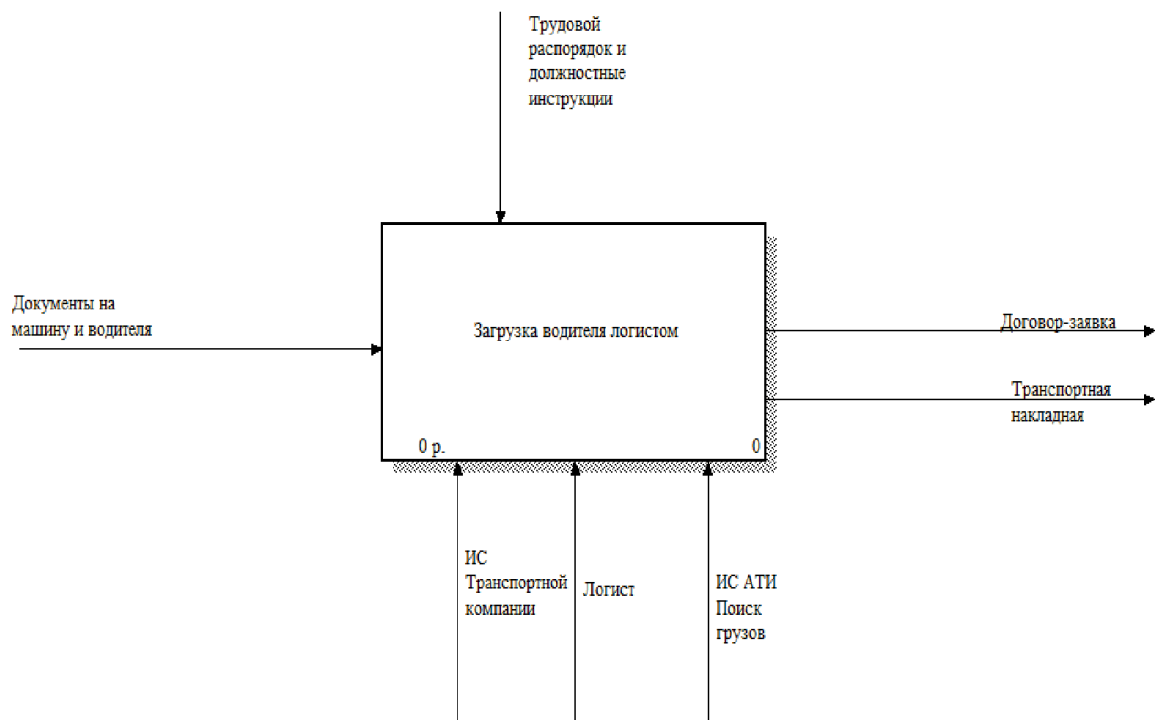 Трудовой
распорядок и
должностные
инструкции
Документы на
машину и водителя
Загрузка водителя логистом
Договор-заявка
Транспортная
накладная
0 р.
0
ИС
Транспортной
компании
Логист
ИС АТИ
Поиск
грузов